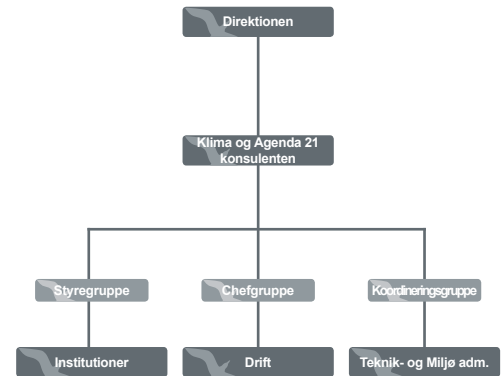 Direktionen
Klima og Agenda 21
konsulenten
Styregruppe
Chefgruppe
Koordineringsgruppe
Institutioner
Drift
Teknik- og Miljø adm.